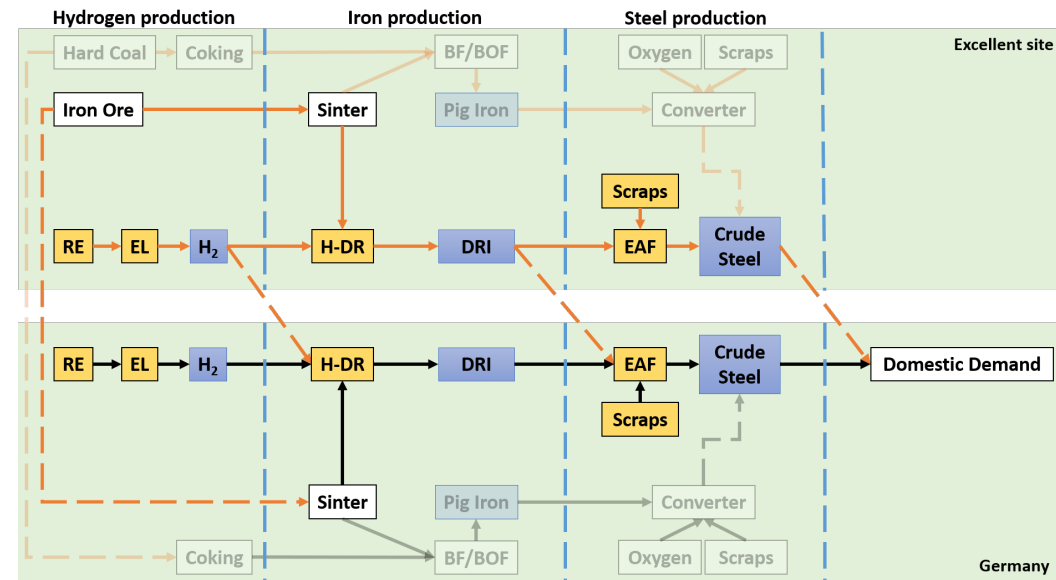 Hydrogen production
Iron production
Steel production
Excellent site
Hard Coal
Coking
BF/BOF
Oxygen
Scraps
Iron Ore
Sinter
Pig Iron
Converter
Scraps
RE
EL
H2
H-DR
DRI
EAF
Crude
Steel
RE
EL
H2
H-DR
DRI
EAF
Crude
Steel
Domestic Demand
Scraps
Sinter
Pig Iron
Converter
Coking
BF/BOF
Oxygen
Scraps
Germany